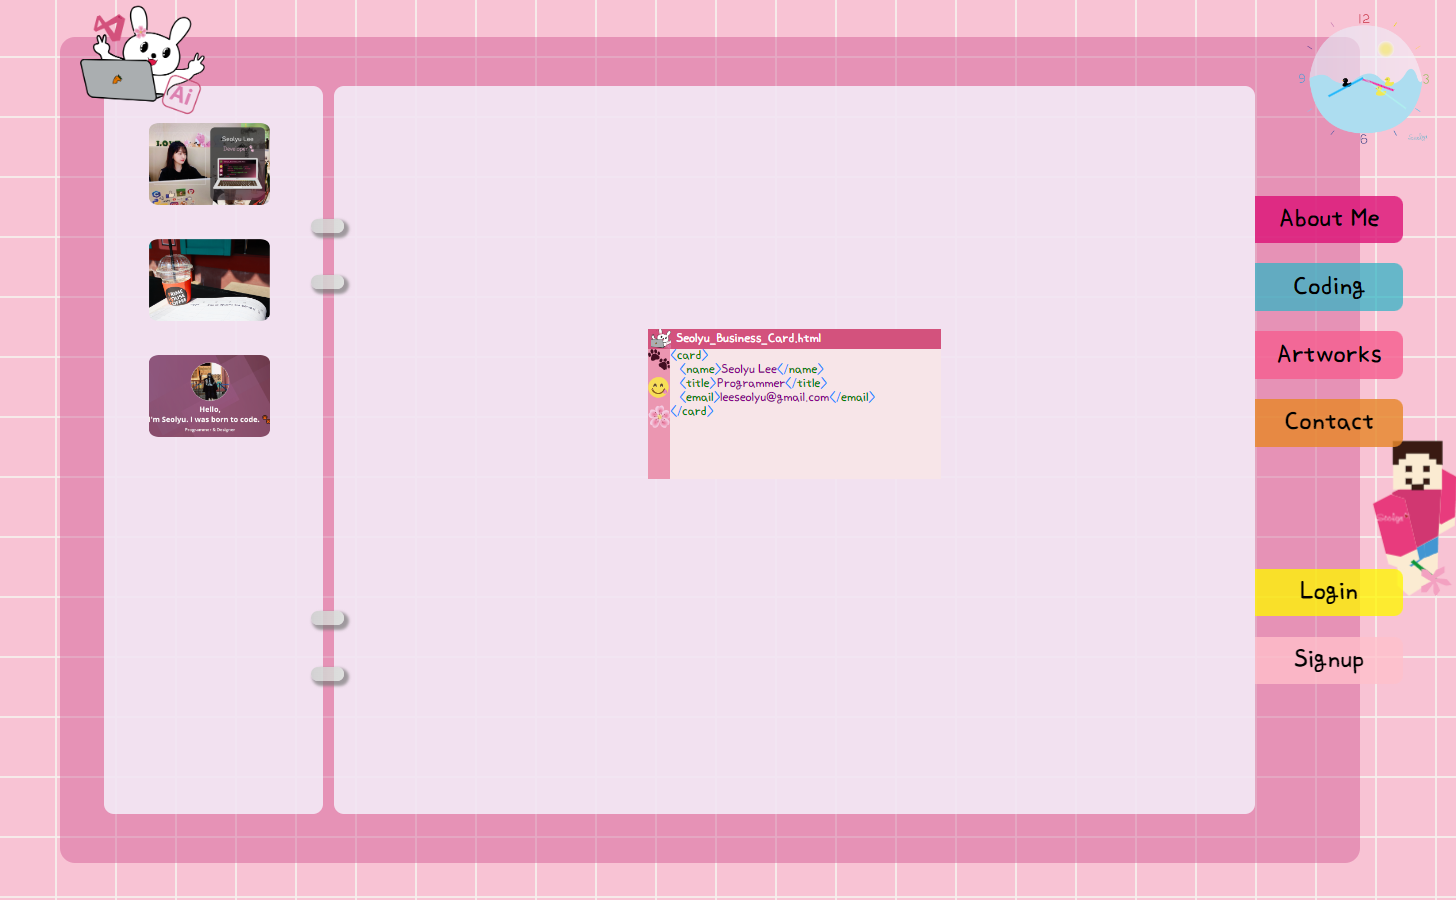 Ai
12
3
6
9
Seolyu Lee
Developer
Hello,
I'm Seolyu. I was born to code.
Programmer & Designer
Seolyu_Business_Card.html
<card>
<name>Seolyu Lee</name>
<title>Programmer</title>
<email>leeseolyu@gmail.com</email>
</card>
About Me
Coding
Artworks
Contact
Login
Signup